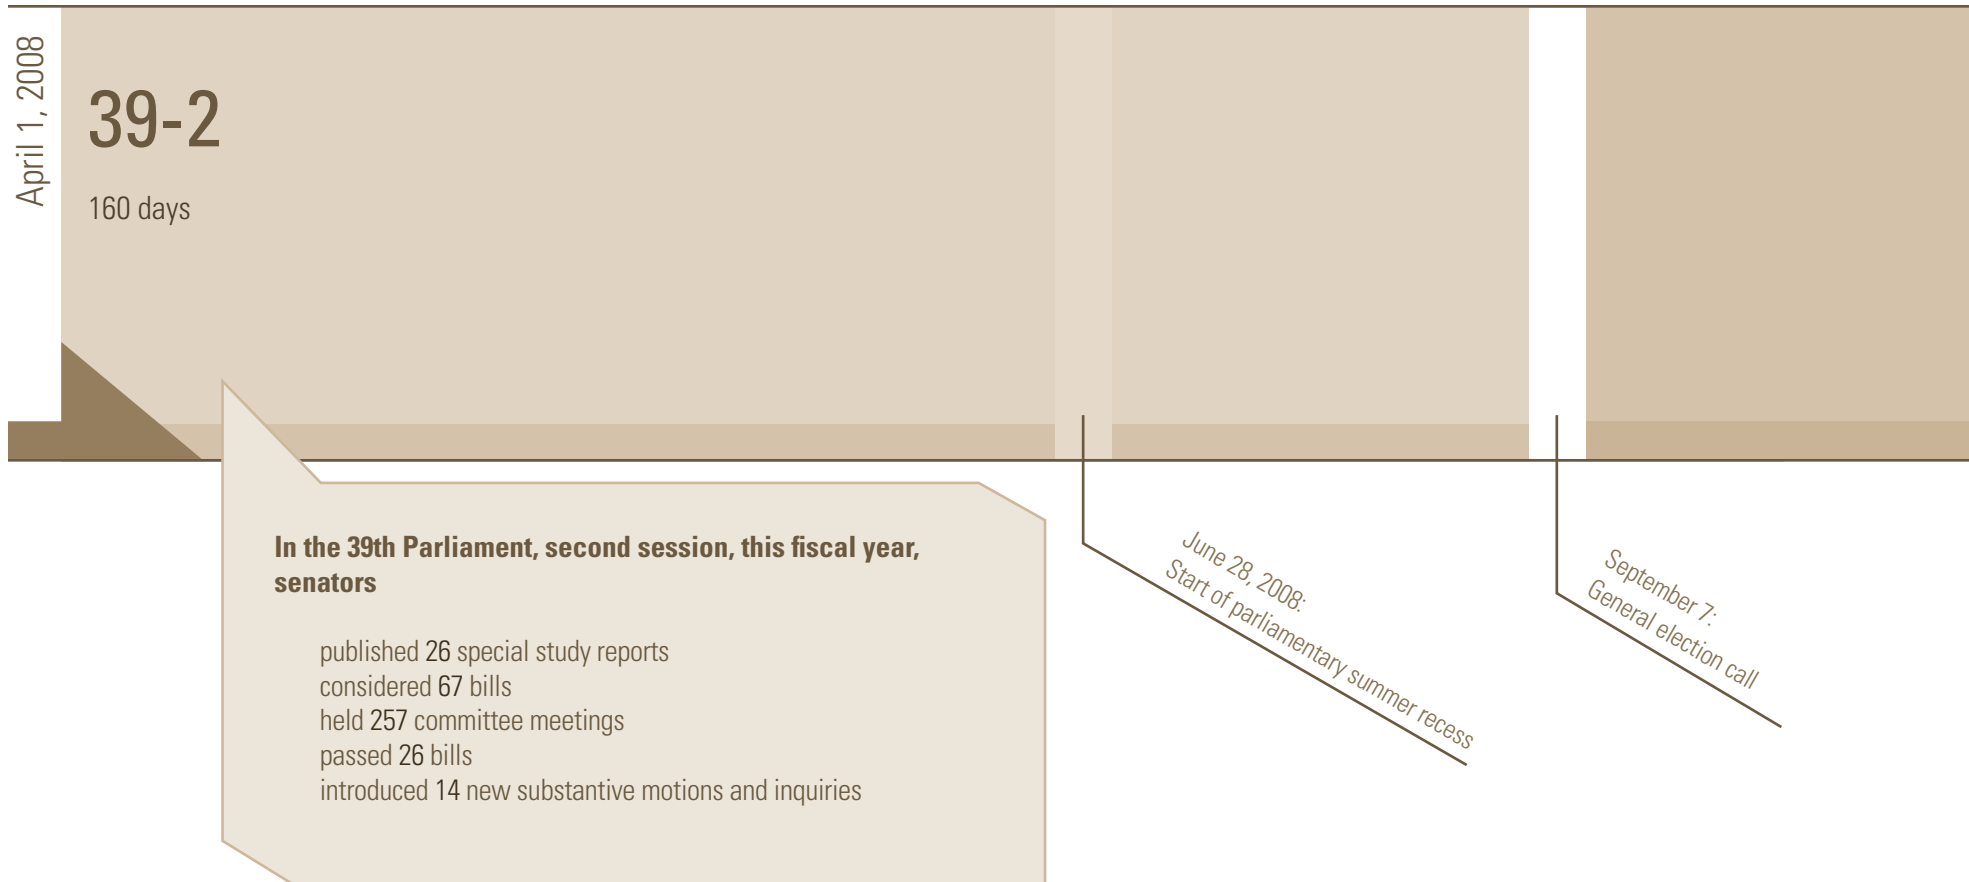 April 1, 2008
39-2
160 days
In the 39th Parliament, second session, this fiscal year,
senators
published 26 special study reports
considered 67 bills
held 257 committee meetings
passed 26 bills
introduced 14 new substantive motions and inquiries
June 28, 2008:
Start of parliamentary summer recess
September 7:
General election call